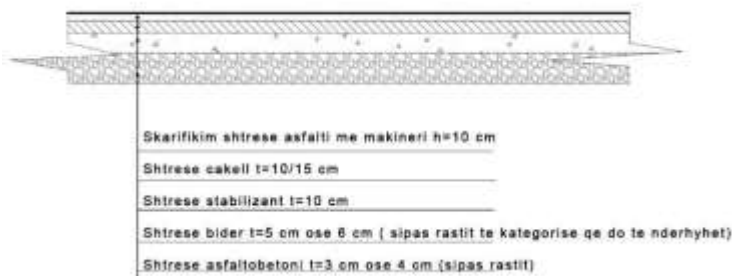 Skarifikim shtrese asfalti me makineri h=10 cm
Shtrese cakell t=10/15 cm
Shtrese stabilizant t=10 cm
Shtrese bider t=5 cm ose 6 cm ( sipas rastit te kategorise qe do te nderhyhet)
Shtrese asfaltobetoni t=3 cm ose 4 cm (sipas rastit)